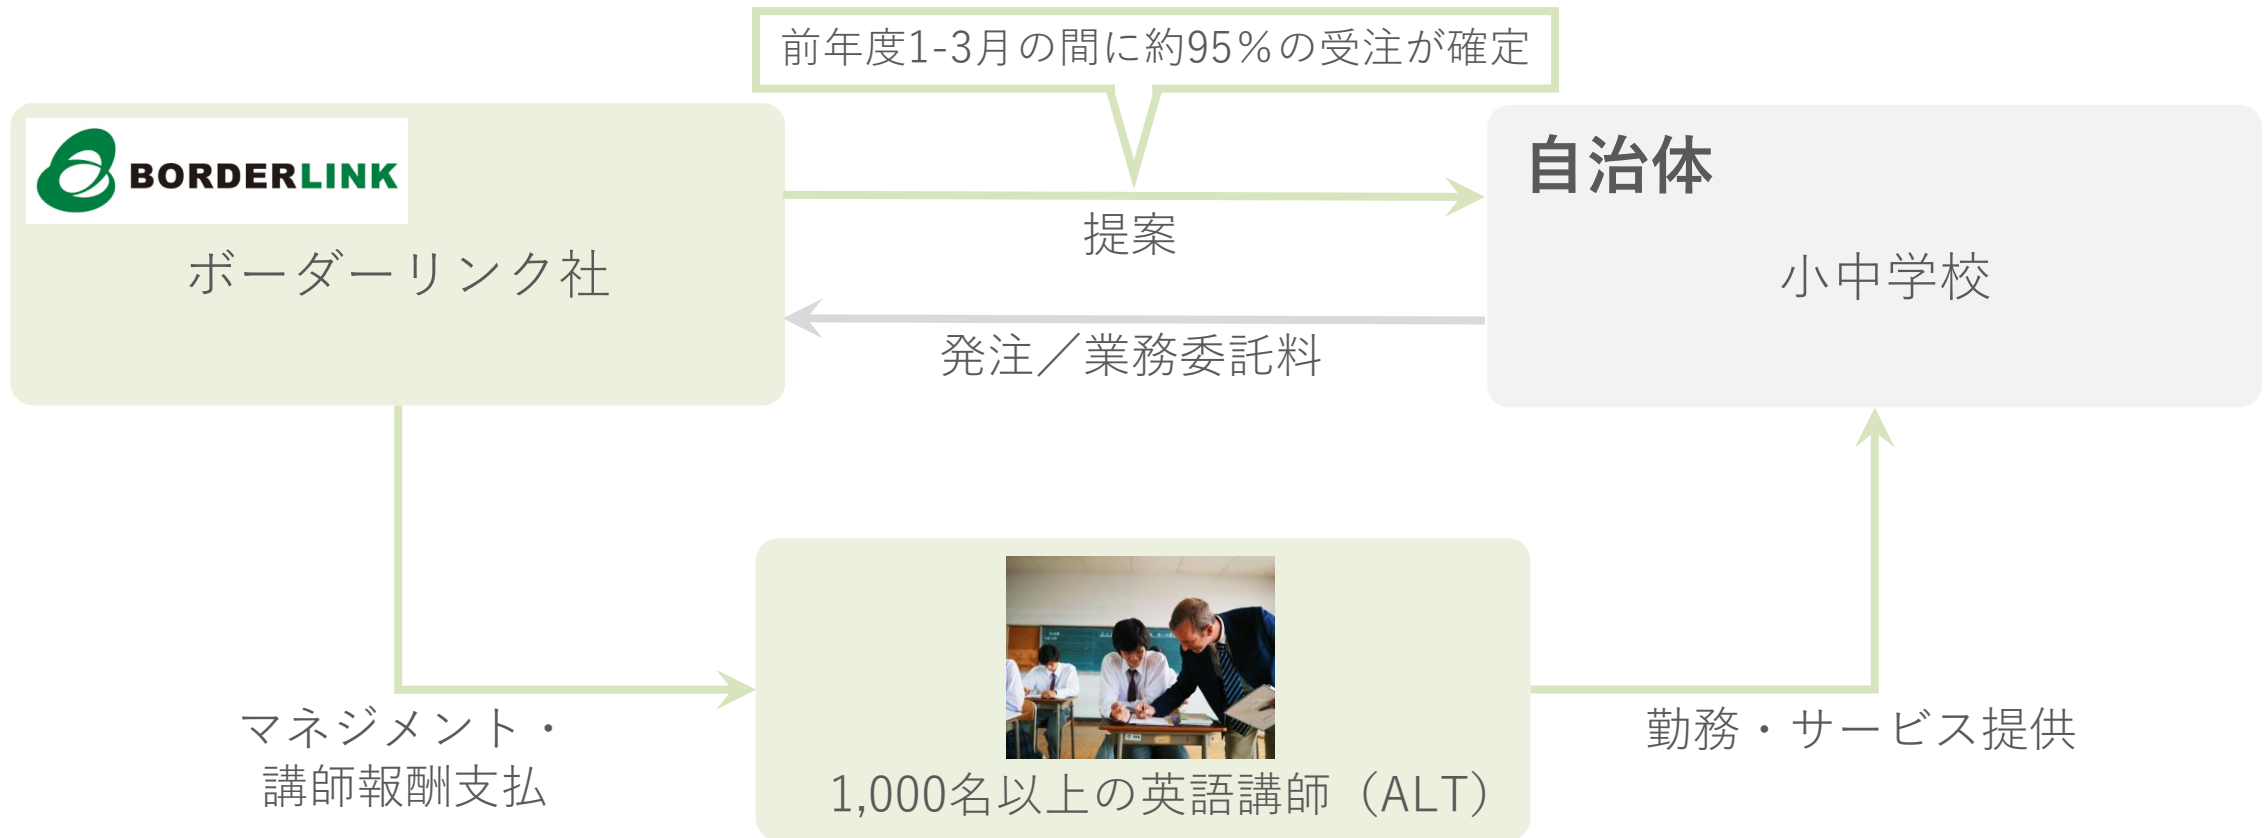 前年度1-3月の間に約95％の受注が確定
BORDERLINK
ボーダーリンク社
自治体
小中学校
提案
発注／業務委託料
マネジメント・
講師報酬支払
1,000名以上の英語講師（ALT）
勤務・サービス提供